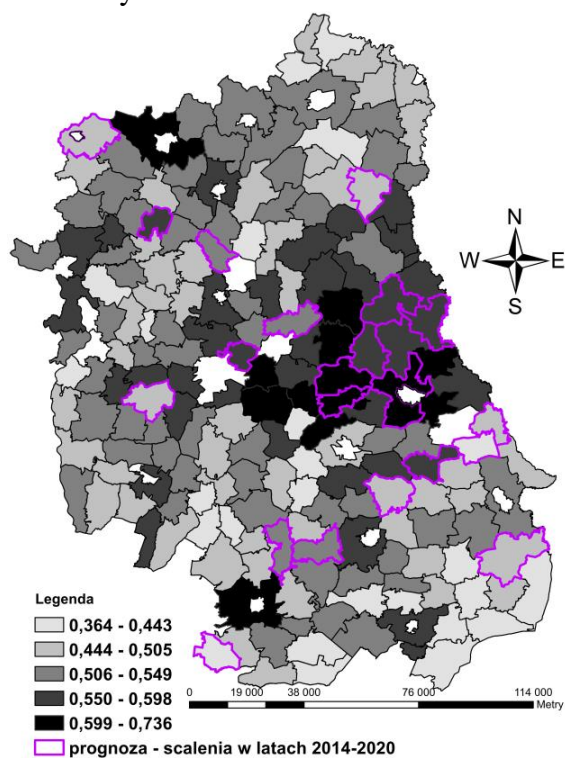 N
W E
S
Legenda
0,364 - 0,443
0,444 - 0,505
0,506 - 0,549
0,550 - 0,598
0,599 - 0,736
0 19 000 38 000 76 000 114 000
Metry
prognoza - scalenia w latach 2014-2020